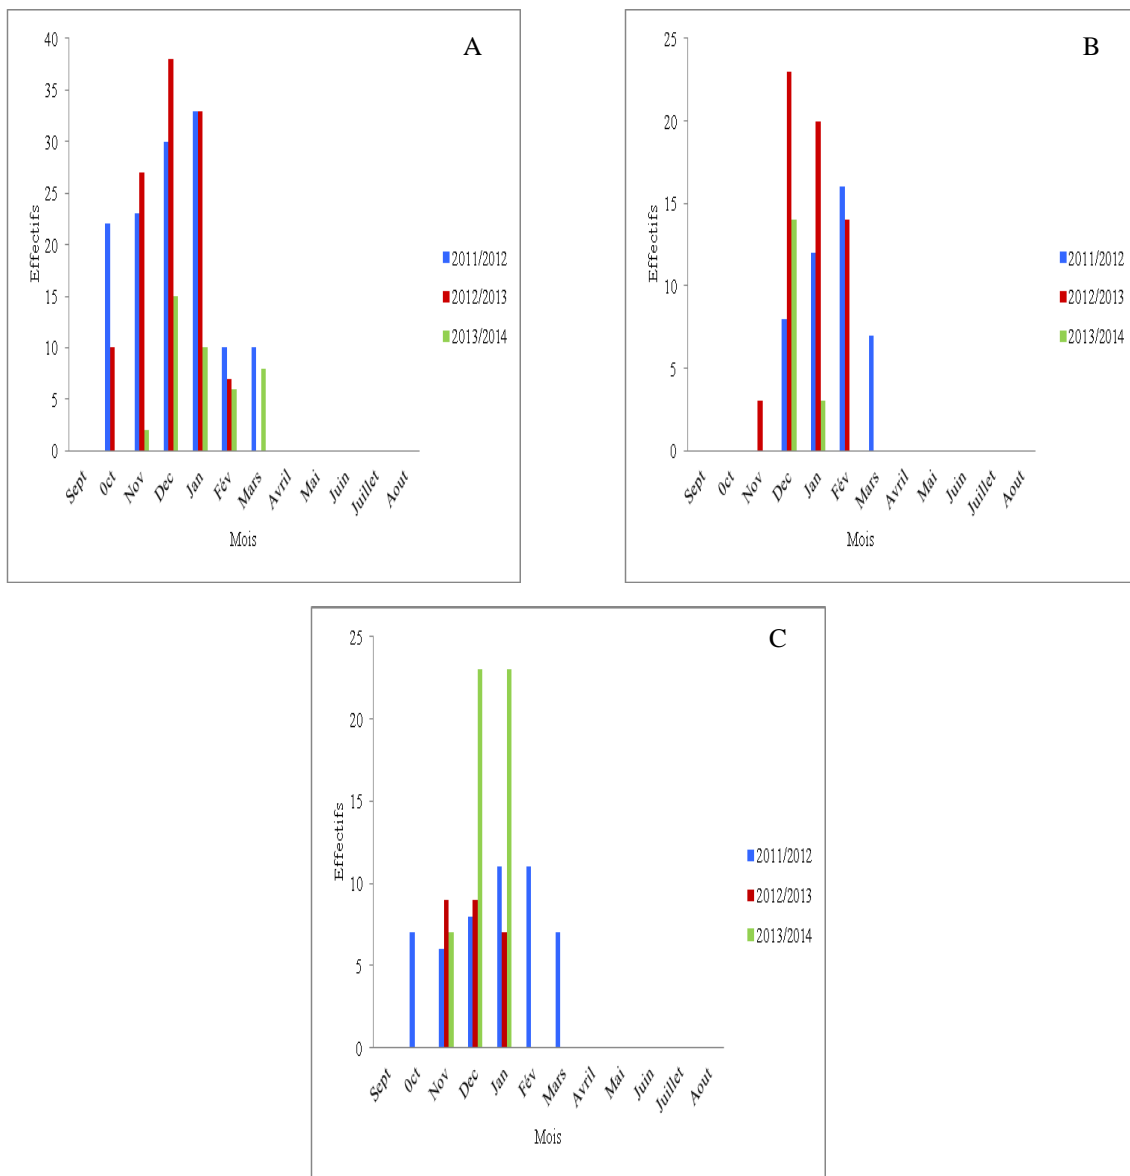 A
40
35
30
25
20
15
10
5
0
Effectifs
Sept
0ct
Nov
Dec
Jan
Fév
Mars
Avril
Mai
Juin
Juillet
Aout
Mois
2011/2012
2012/2013
2013/2014
B
25
20
15
10
5
0
Effectifs
Sept
0ct
Nov
Dec
Jan
Fév
Mars
Avril
Mai
Juin
Juillet
Aout
Mois
2011/2012
2012/2013
2013/2014
C
25
20
15
10
5
0
Effectifs
Sept
0ct
Nov
Dec
Jan
Fév
Mars
Avril
Mai
Juin
Juillet
Aout
Mois
2011/2012
2012/2013
2013/2014